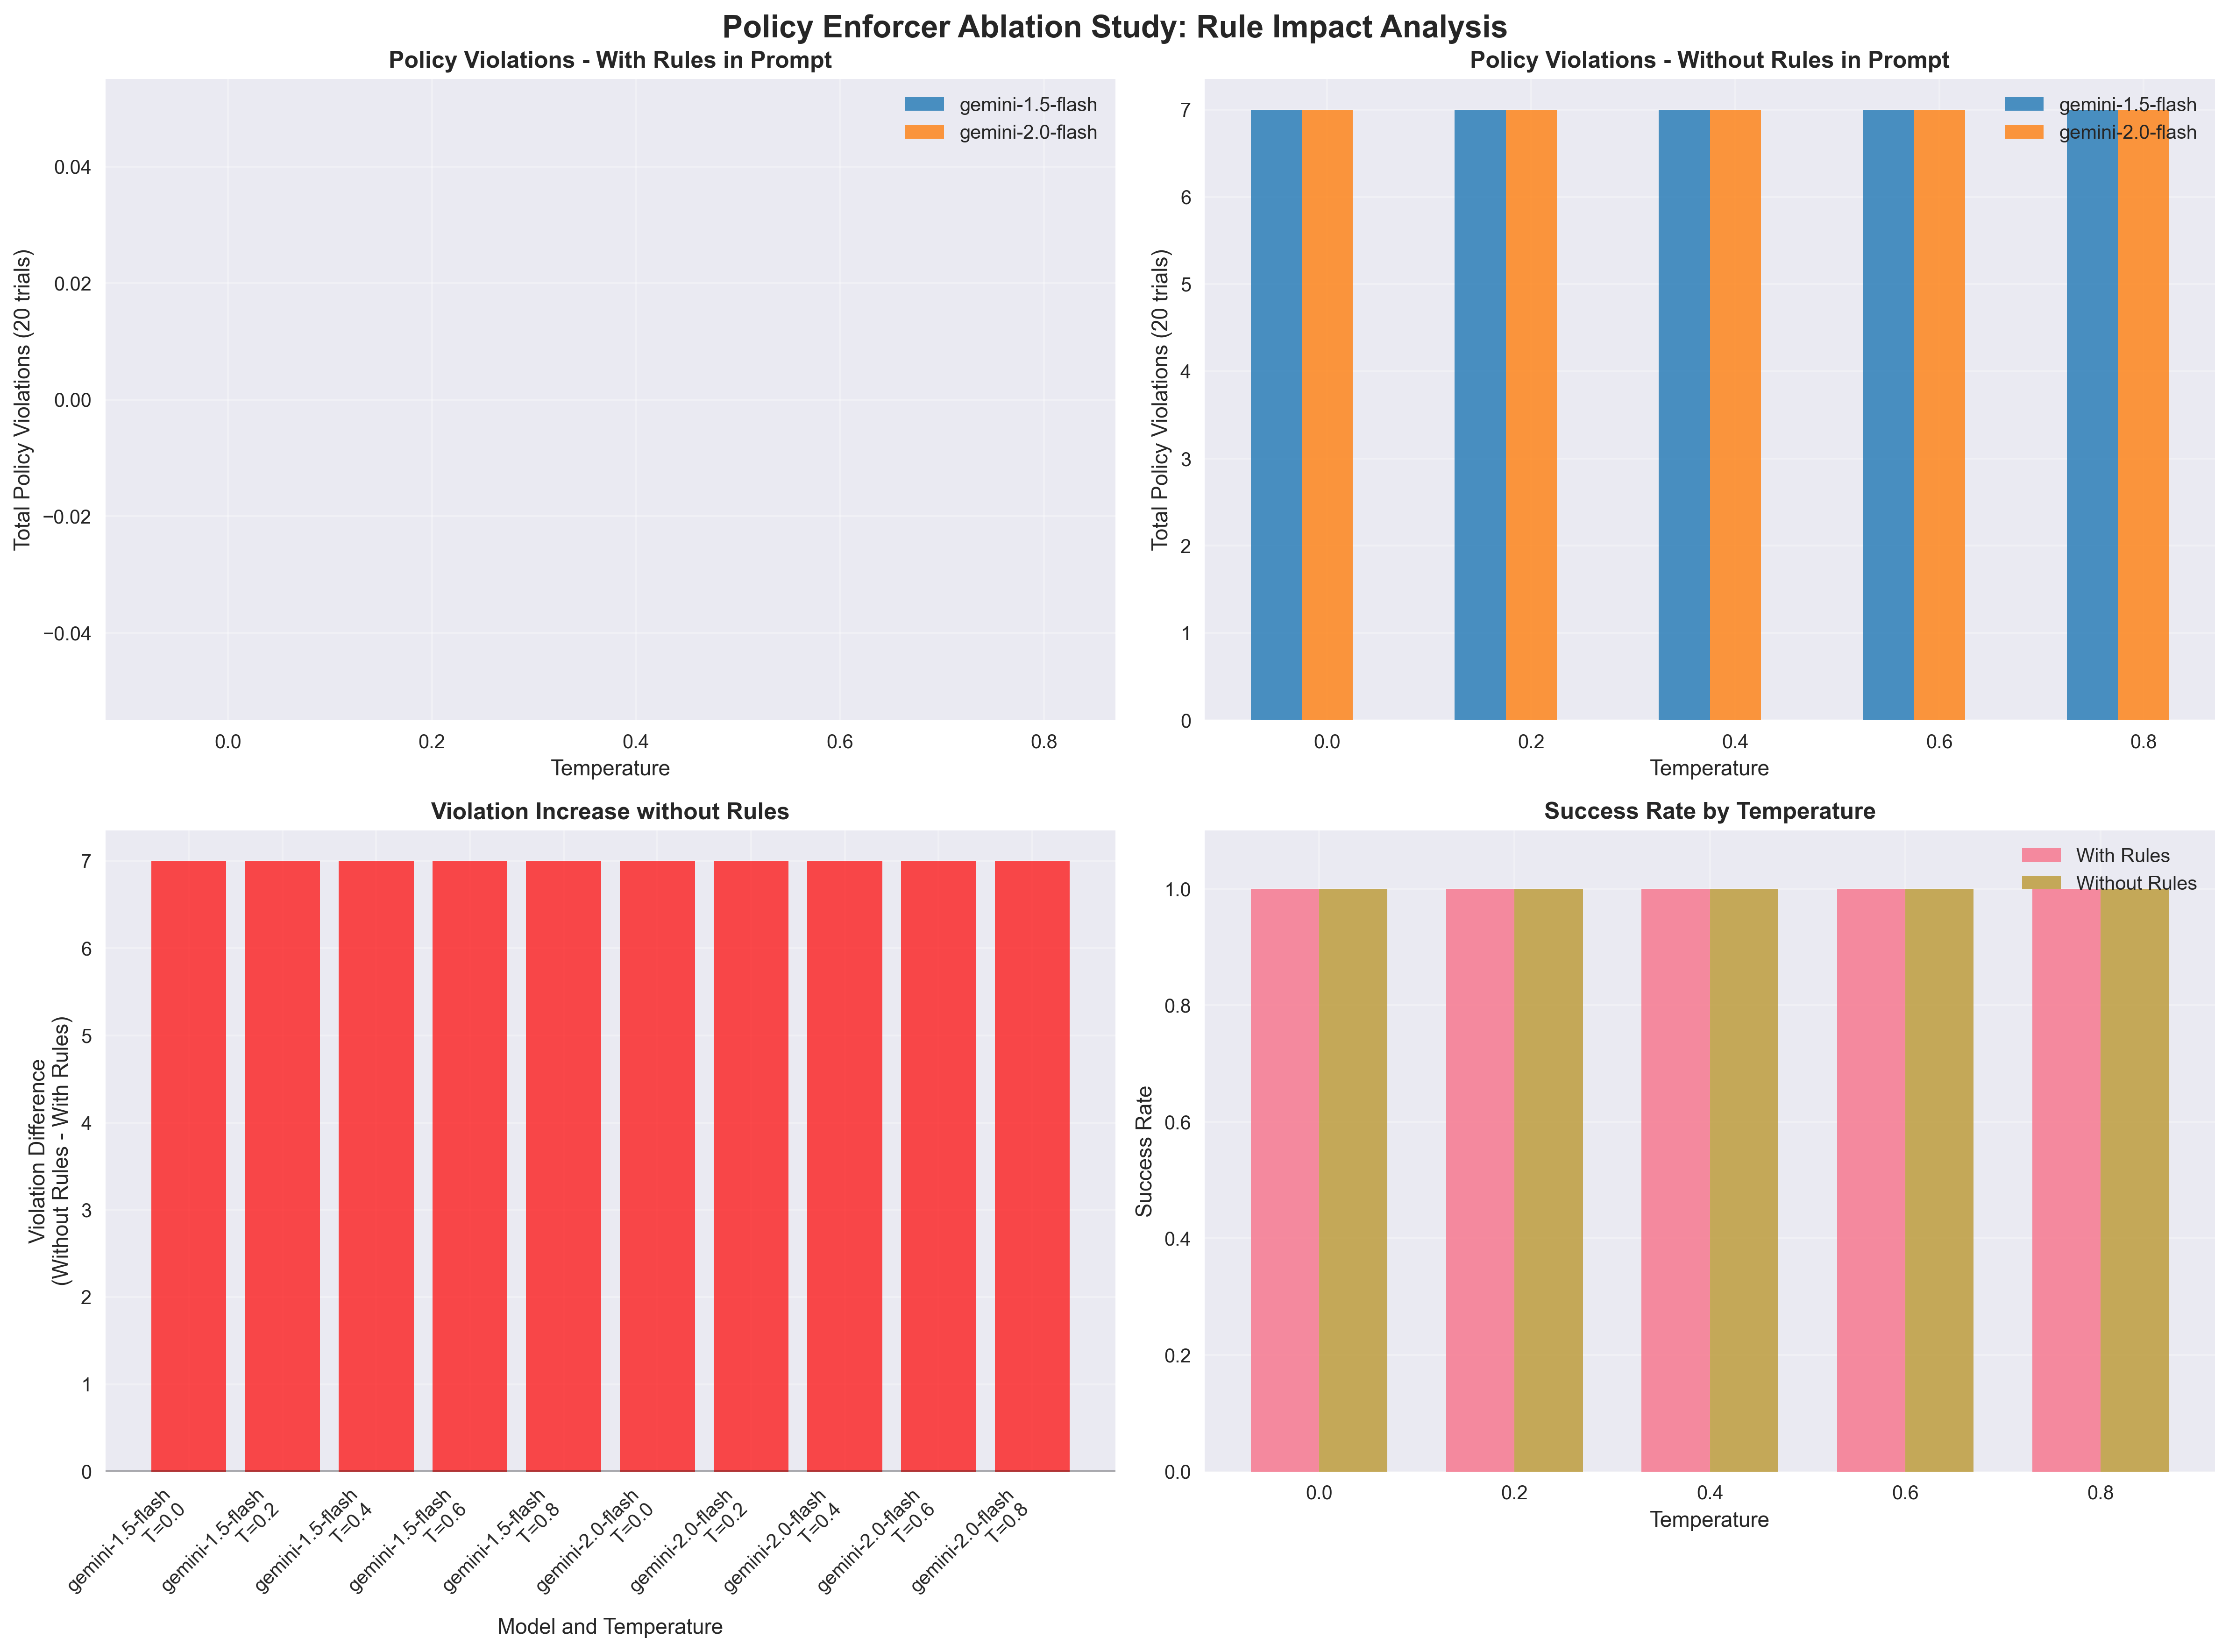 Policy Enforcer Ablation Study: Rule Impact Analysis
Policy Violations - With Rules in Prompt
gemini-1.5-flash
gemini-2.0-flash
Total Policy Violations (20 trials)
0.04
0.02
0.00
−0.02
−0.04
0.0
0.2
0.4
0.6
0.8
Temperature
Policy Violations - Without Rules in Prompt
gemini-1.5-flash
gemini-2.0-flash
Total Policy Violations (20 trials)
7
6
5
4
3
2
1
0
0.0
0.2
0.4
0.6
0.8
Temperature
Violation Increase without Rules
Violation Difference
(Without Rules - With Rules)
7
6
5
4
3
2
1
0
gemini-1.5-flash
T=0.0
gemini-1.5-flash
T=0.2
gemini-1.5-flash
T=0.4
gemini-1.5-flash
T=0.6
gemini-1.5-flash
T=0.8
gemini-2.0-flash
T=0.0
gemini-2.0-flash
T=0.2
gemini-2.0-flash
T=0.4
gemini-2.0-flash
T=0.6
gemini-2.0-flash
T=0.8
Model and Temperature
Success Rate by Temperature
With Rules
Without Rules
Success Rate
1.0
0.8
0.6
0.4
0.2
0.0
0.0
0.2
0.4
0.6
0.8
Temperature